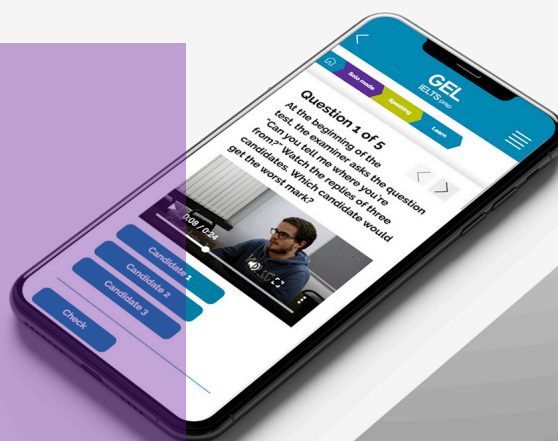 GEL
IELTS prep
Solo mode
Speaking
Learn
Question 1 of 5
At the beginning of the
test, the examiner asks the question
"Can you tell me where you're
from?" Watch the replies of three
candidates. Which candidate would
get the worst mark?
0:08 / 0:24
Candidate 1
Candidate 2
Candidate 3
Check